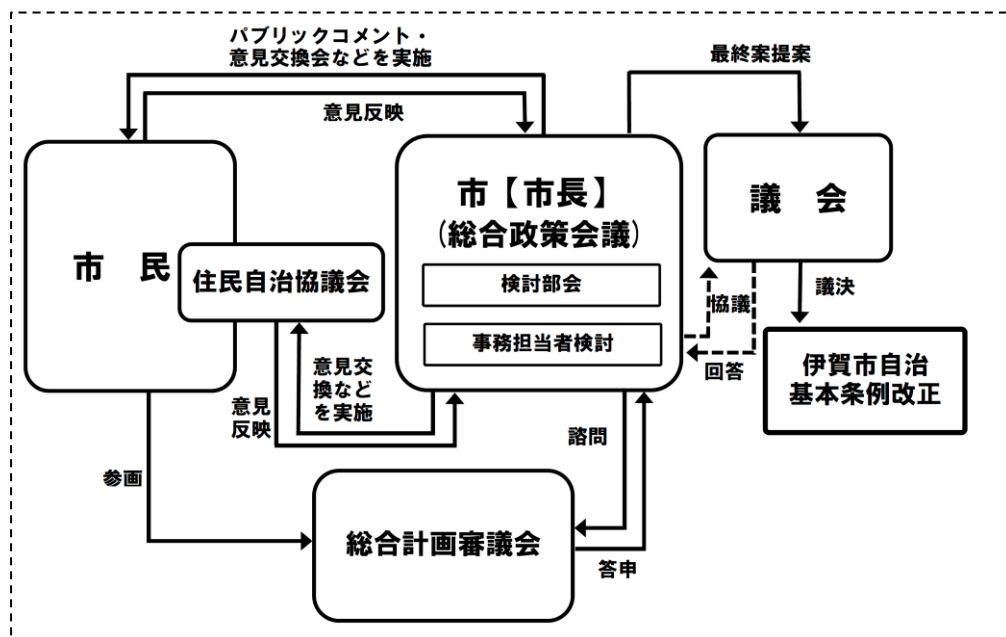 パブリックコメント・
意見交換会などを実施
意見反映
最終案提案
市　民
住民自治協議会
市【市長】
(総合政策会議)
検討部会
事務担当者検討
議　会
協議
回答
議決
伊賀市自治
基本条例改正
意見交
換など
を実施
意見
反映
諮問
参画
総合計画審議会
答申